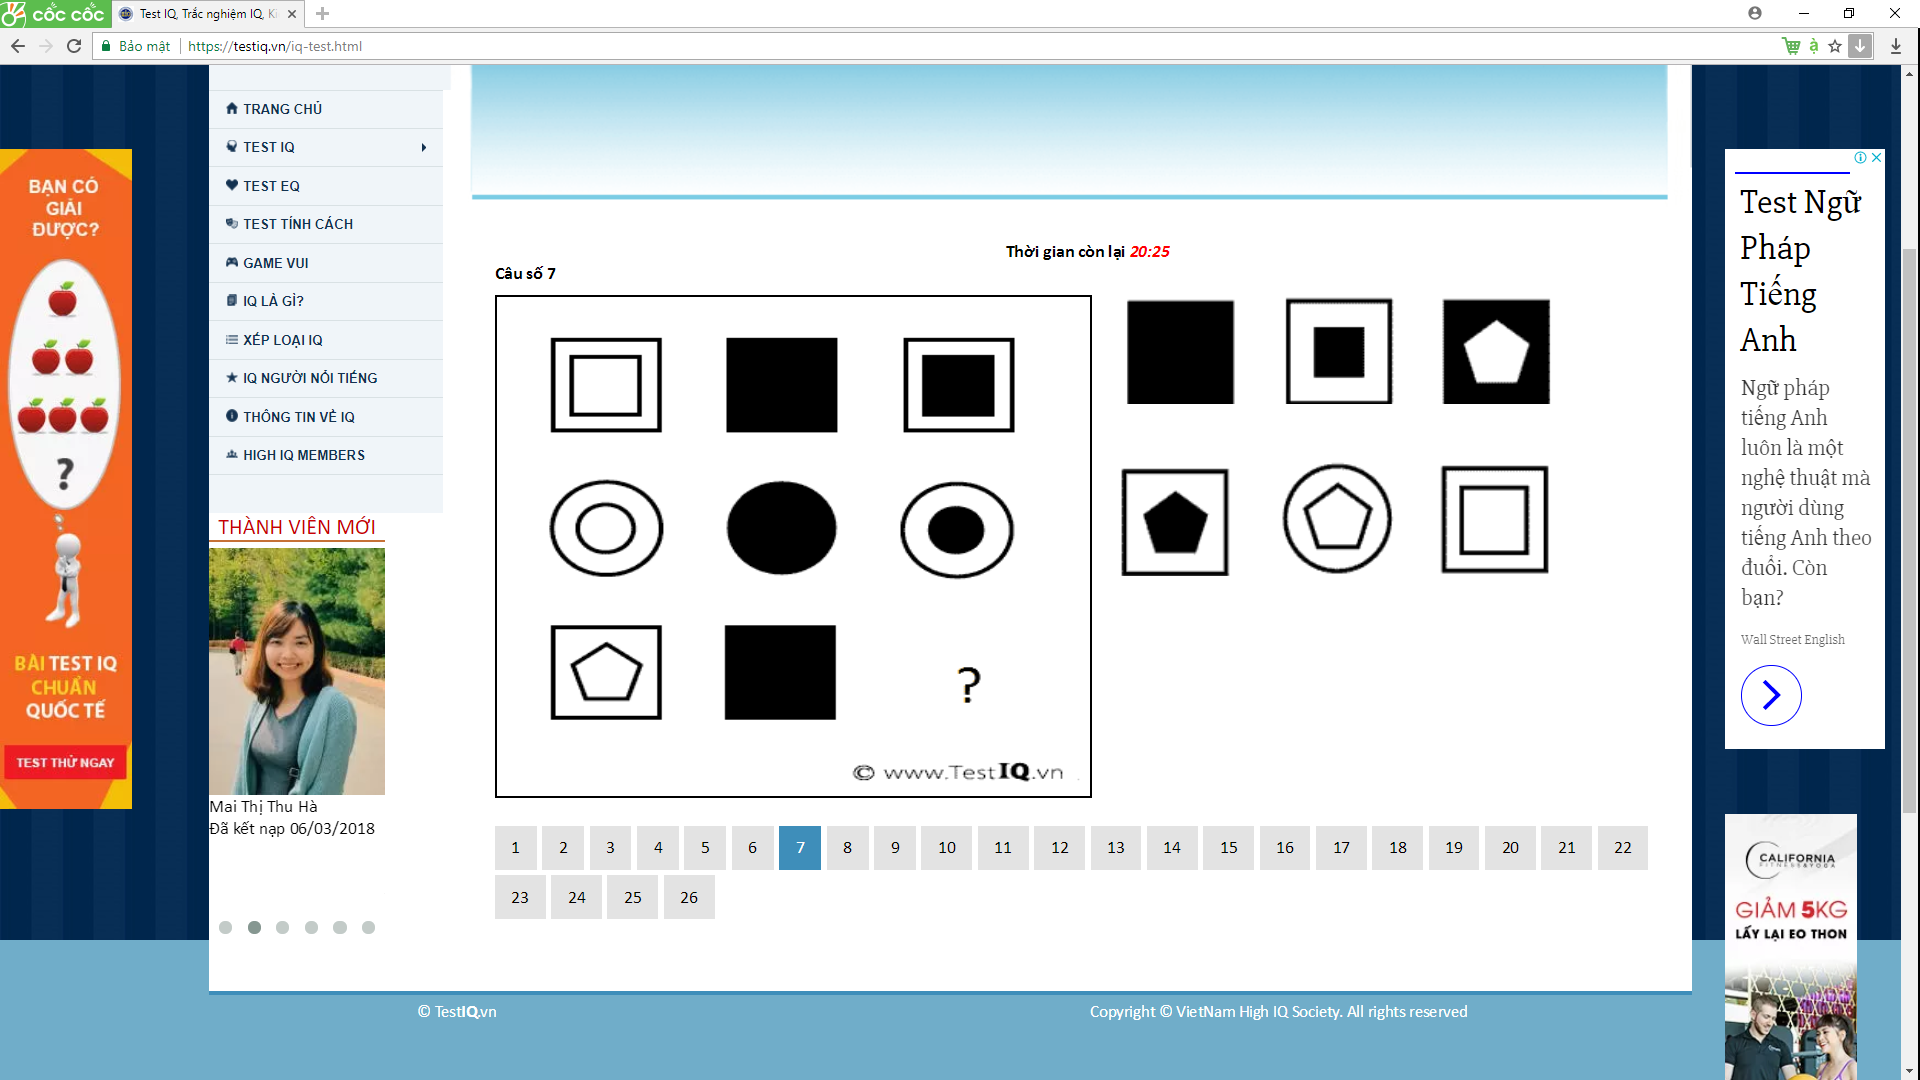 cốc cốc
Test IQ, Trắc nghiệm IQ, Ki
Bảo mật
https://testiq.vn/iq-test.html
BẠN CÓ
GIẢI
ĐƯỢC?
?
BÀI TEST IQ
CHUẨN
QUỐC TẾ
TEST THỬ NGAY
TRANG CHỦ
TEST IQ
TEST EQ
TEST TÍNH CÁCH
GAME VUI
IQ LÀ GÌ?
XẾP LOẠI IQ
IQ NGƯỜI NỔI TIẾNG
THÔNG TIN VỀ IQ
HIGH IQ MEMBERS
THÀNH VIÊN MỚI
Mai Thị Thu Hà
Đã kết nạp 06/03/2018
Thời gian còn lại 20:25
Câu số 7
?
© www.TestIQ.vn
1 2 3 4 5 6 7 8 9 10 11 12 13 14 15 16 17 18 19 20 21 22
23 24 25 26
Test Ngữ
Pháp
Tiếng
Anh
Ngữ pháp
tiếng Anh
luôn là một
nghệ thuật mà
người dùng
tiếng Anh theo
đuổi. Còn
bạn?
Wall Street English
CALIFORNIA
FITNESS & YOGA
GIẢM 5KG
LẤY LẠI EO THON
© TestIQ.vn
Copyright © VietNam High IQ Society. All rights reserved